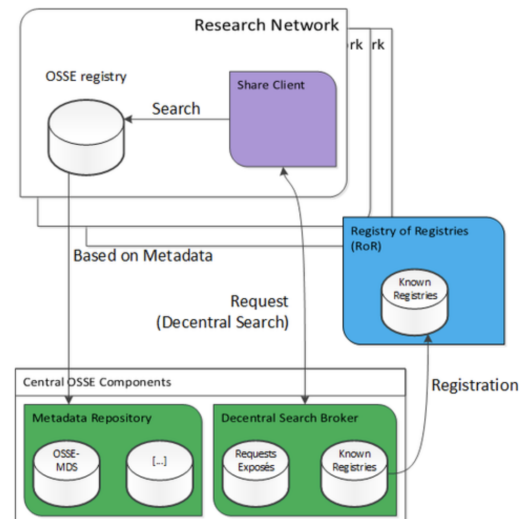 Research Network
rk
rk
OSSE registry
Share Client
Search
Registry of Registries
(RoR)
Based on Metadata
Known
Registries
Request
(Decentral Search)
Central OSSE Components
Registration
Metadata Repository
Decentral Search Broker
OSSE-
MDS
[...]
Requests
Exposés
Known
Registries